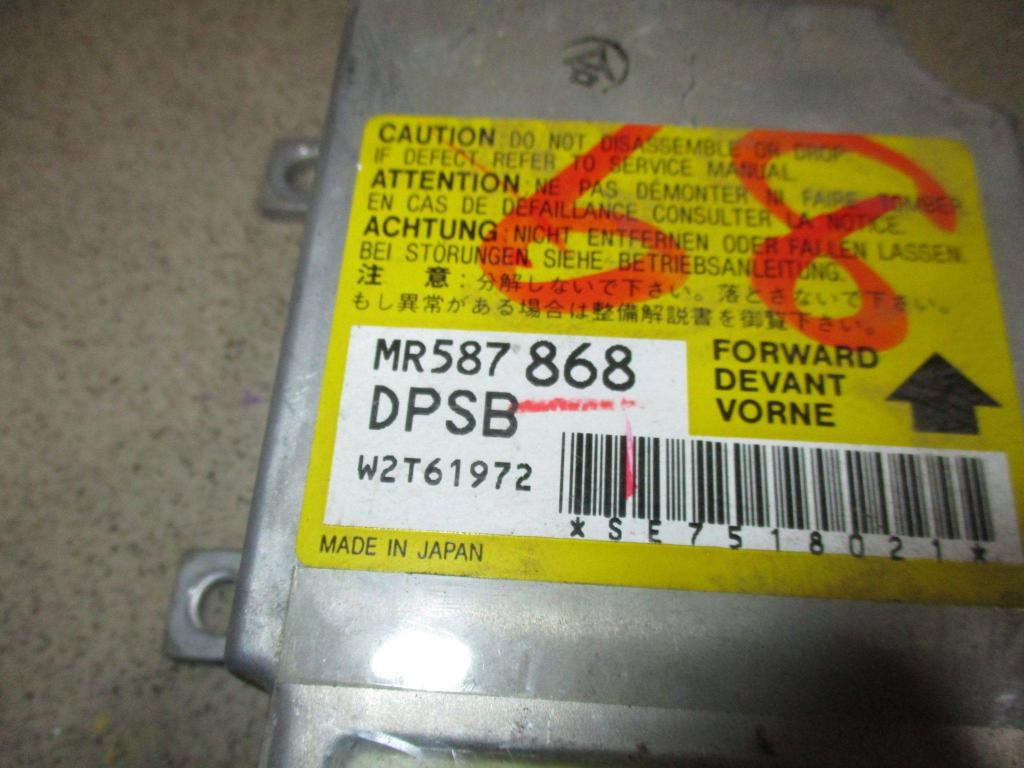 CAUTION: DO NOT DISASSEMBLE OR DROP.
IF DEFECT, REFER TO SERVICE MANUAL.
ATTENTION: NE PAS DÉMONTER NI FAIRE TOMBER.
EN CAS DE DÉFAILLANCE CONSULTER LA NOTICE.
ACHTUNG: NICHT ENTFERNEN ODER FALLEN LASSEN.
BEI STÖRUNGEN SIEHE BETRIEBSANLEITUNG.
注 意:分解しないで下さい。落とさないで下さい。
もし異常がある場合は整備解説書を御覧下さい。
68
MR587 868
DPSB
W2T61972
FORWARD
DEVANT
VORNE
*SE7518021*
MADE IN JAPAN